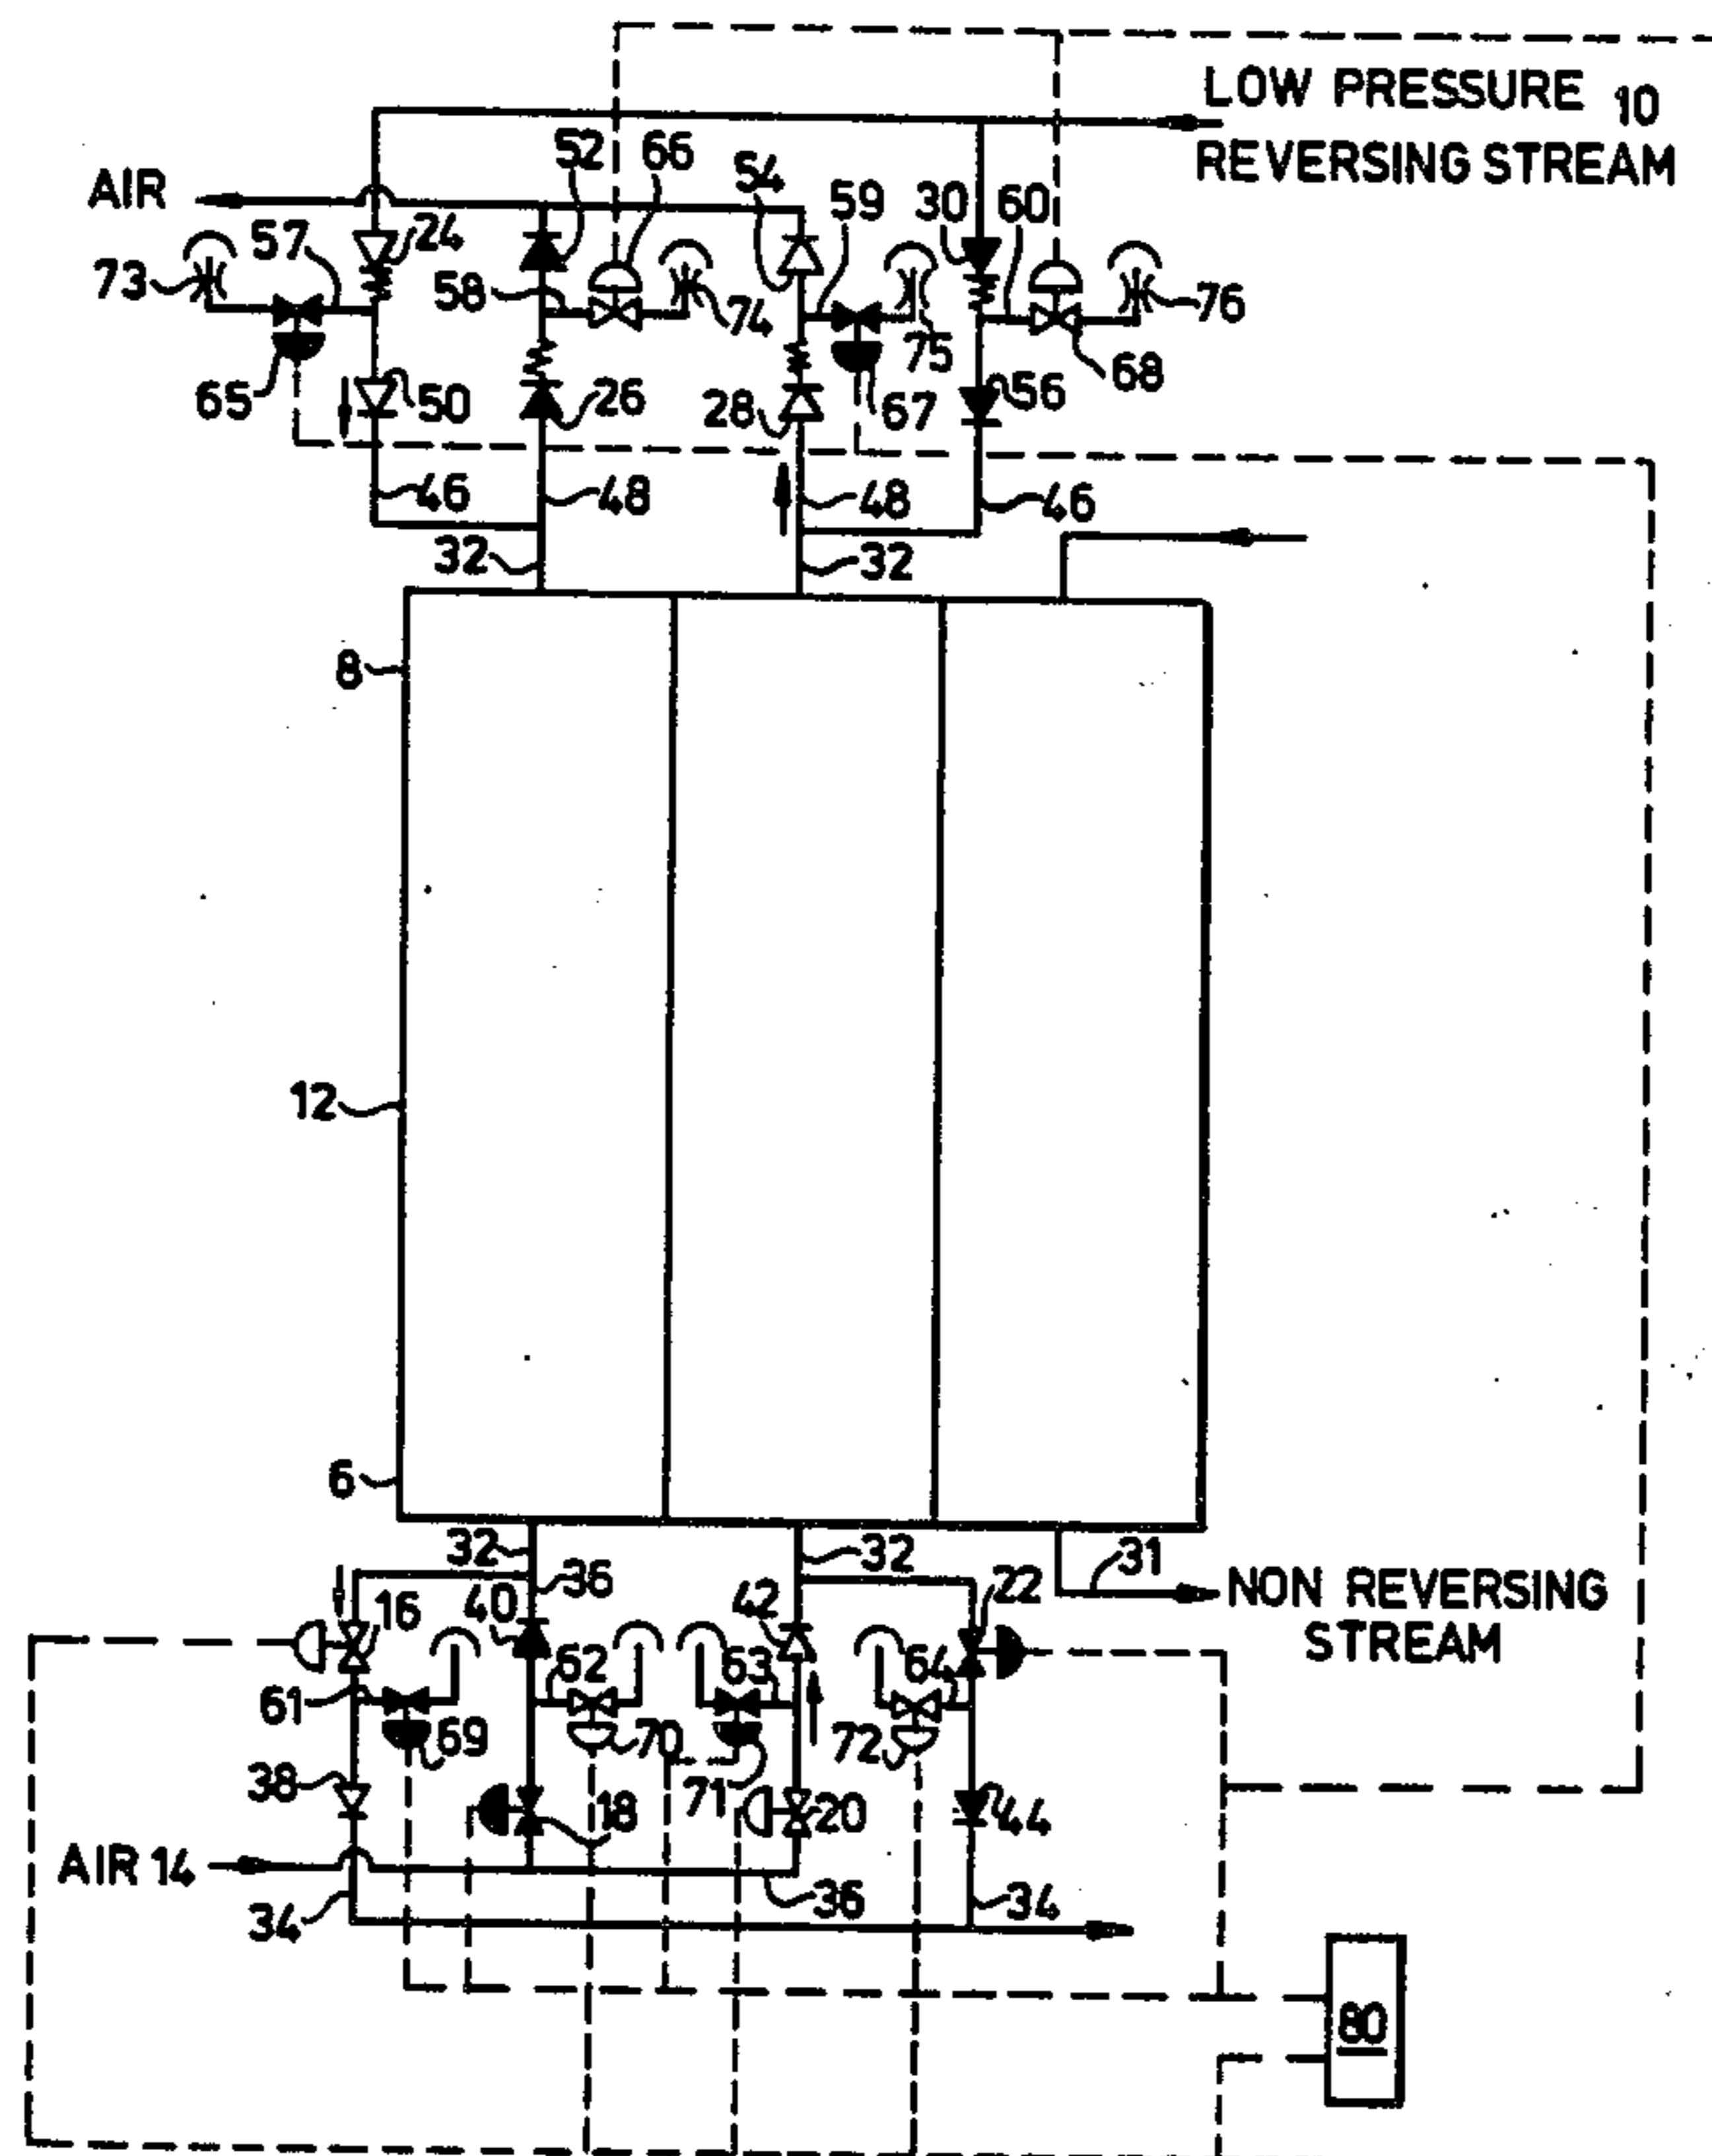 LOW PRESSURE 10
REVERSING STREAM
AIR
52 66 54 59 30 60
57 24
73 58 74 75 76
65 50 26 28 67 56 68
46 48 48 46
32 32
8
12
6
32 36 32 31
NON REVERSING
STREAM
16 40 42 22
61 62 63 64
69 70 71 72
38 18 20 44
AIR 14
34 36 34
80